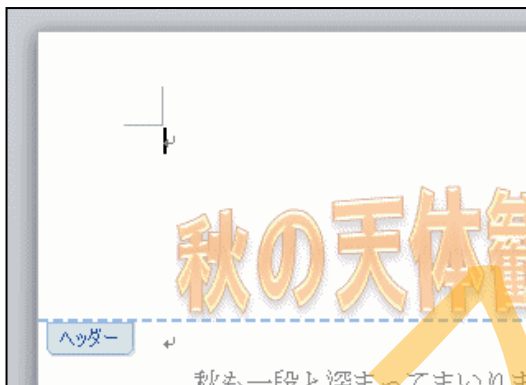 秋の天体観
ヘッダー
秋も一段と深まってまいりま